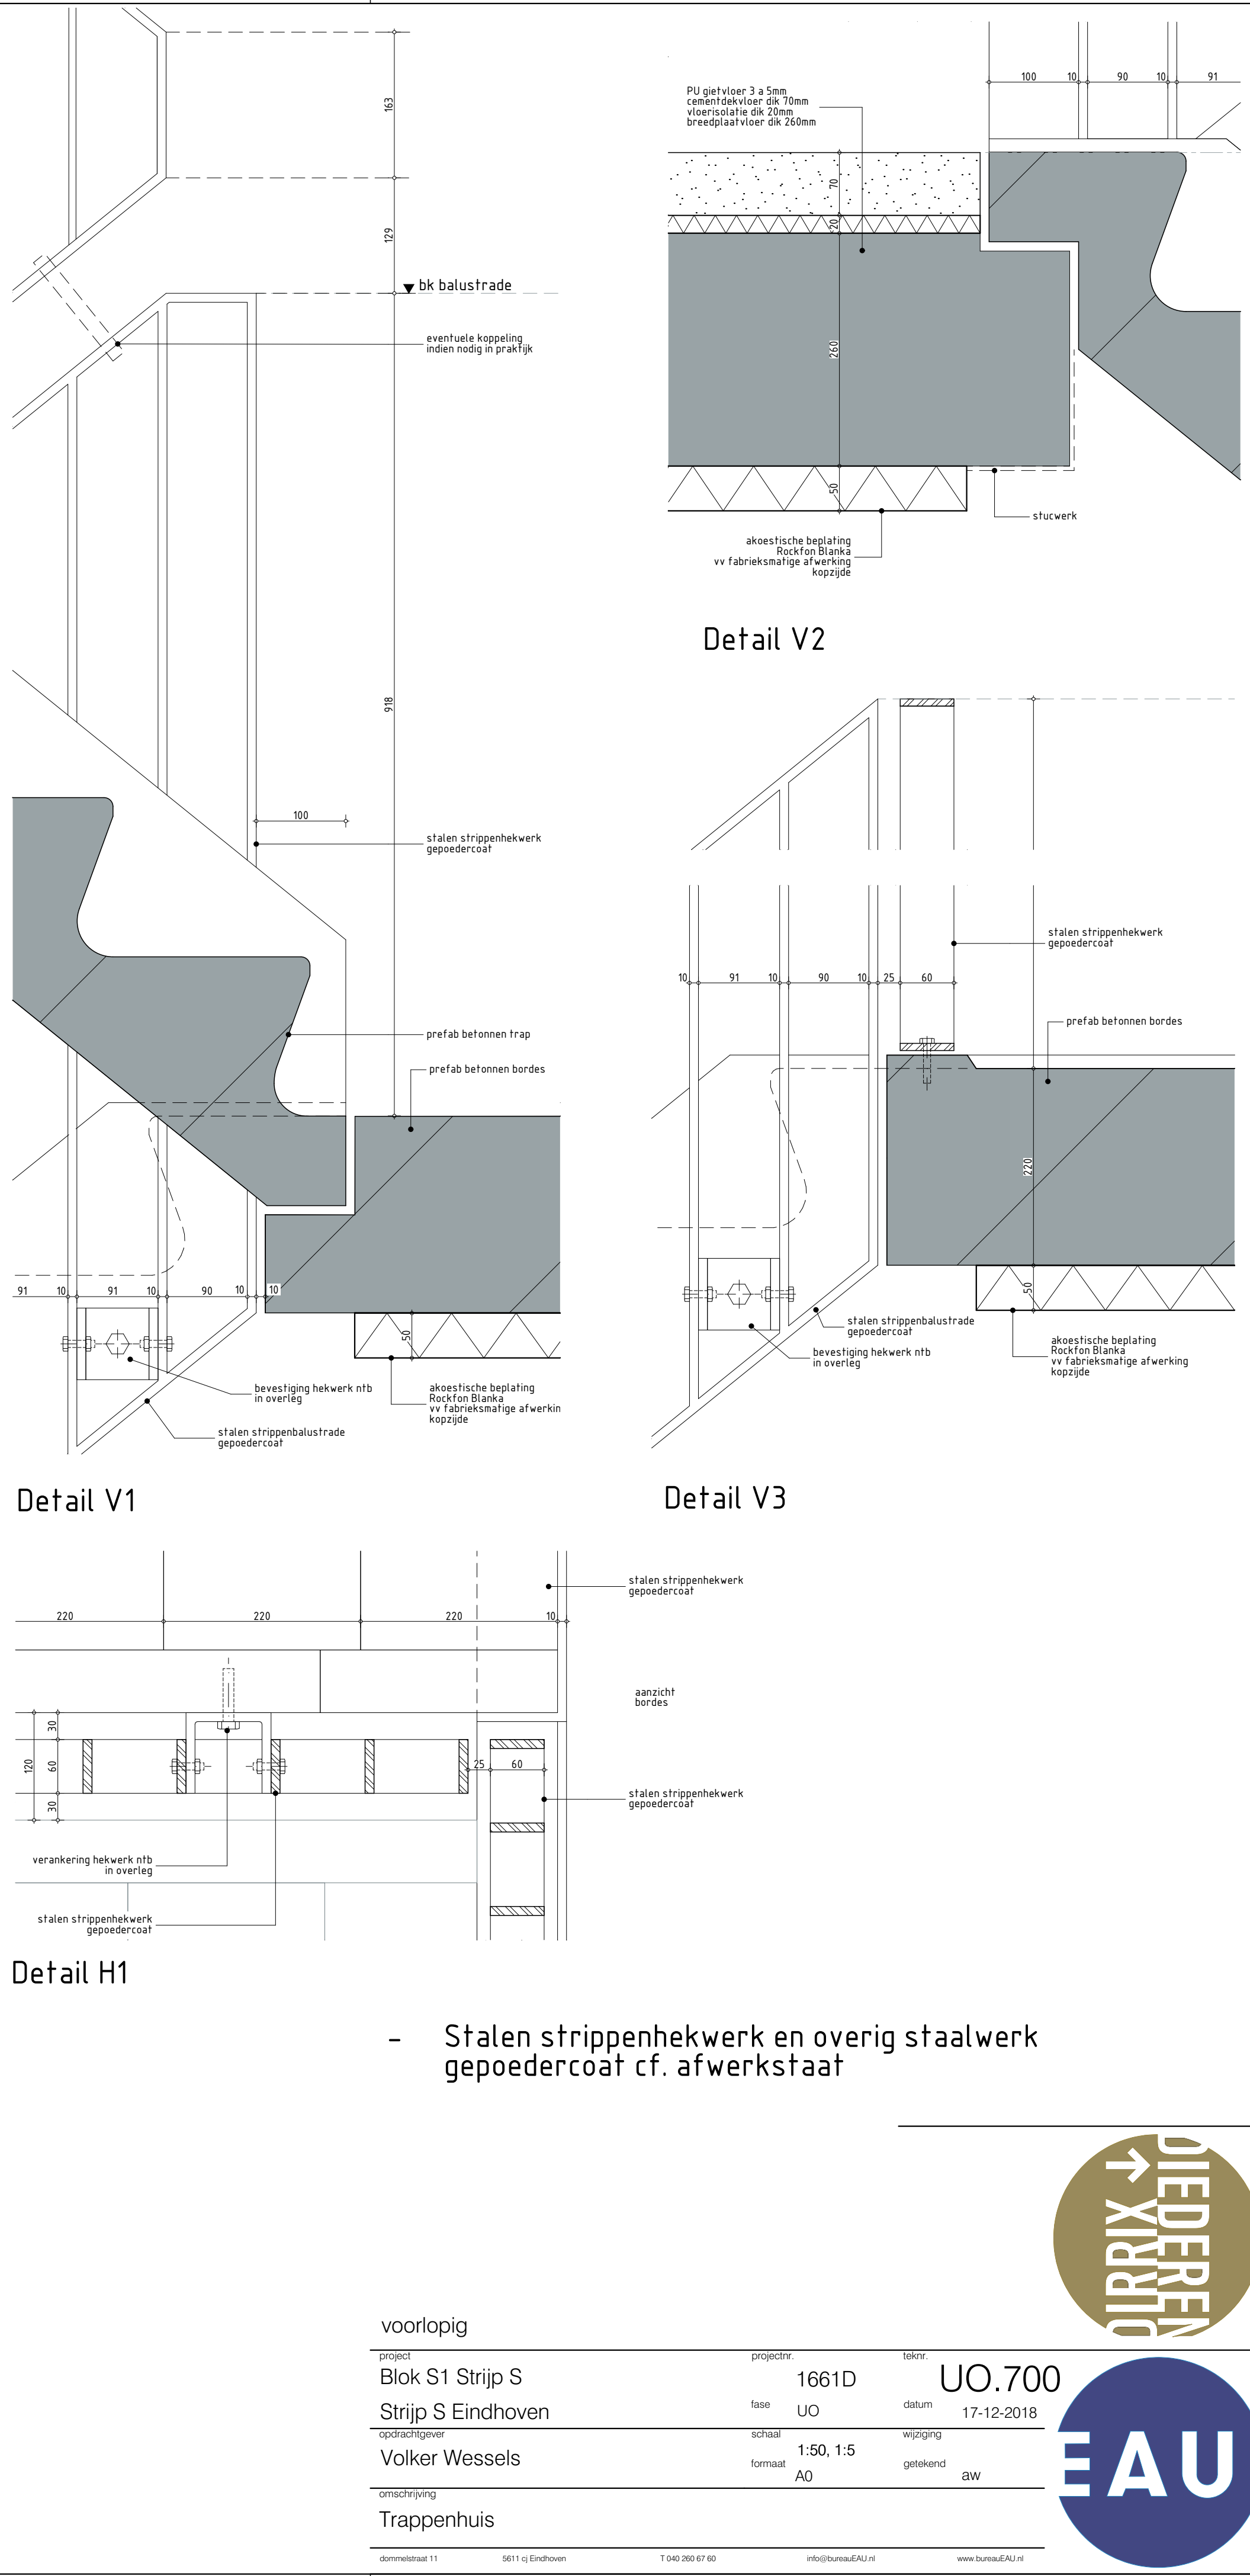 163
129
bk balustrade
eventuele koppeling
indien nodig in praktijk
918
100
stalen strippenhekwerk
gepoedercoat
prefab betonnen trap
prefab betonnen bordes
91 10 91 10 90 10 10
50
bevestiging hekwerk ntb
in overleg
stalen strippenbalustrade
gepoedercoat
akoestische beplating
Rockfon Blanka
vv fabrieksmatige afwerkin
kopzijde
Detail V1
PU gietvloer 3 a 5mm
cementdekvloer dik 70mm
vloerisolatie dik 20mm
breedplaatvloer dik 260mm
100 10 90 10 91
70
20
260
50
stucwerk
akoestische beplating
Rockfon Blanka
vv fabrieksmatige afwerking
kopzijde
Detail V2
stalen strippenhekwerk
gepoedercoat
10 91 10 90 10 25 60
prefab betonnen bordes
220
50
stalen strippenbalustrade
gepoedercoat
bevestiging hekwerk ntb
in overleg
akoestische beplating
Rockfon Blanka
vv fabrieksmatige afwerking
kopzijde
Detail V3
stalen strippenhekwerk
gepoedercoat
220 220 220 10
aanzicht
bordes
30
120 60
30
25 60
stalen strippenhekwerk
gepoedercoat
verankering hekwerk ntb
in overleg
stalen strippenhekwerk
gepoedercoat
Detail H1
- Stalen strippenhekwerk en overig staalwerk
gepoedercoat cf. afwerkstaat
DIEDEREN
DIRRIX
voorlopig
project
Blok S1 Strijp S
Strijp S Eindhoven
projectnr.
1661D
teknr.
UO.700
fase
UO
datum
17-12-2018
opdrachtgever
Volker Wessels
schaal
1:50, 1:5
wijziging
formaat
A0
getekend
aw
omschrijving
Trappenhuis
EAU
dommelstraat 11 5611 cj Eindhoven T 040 260 67 60 info@bureauEAU.nl www.bureauEAU.nl